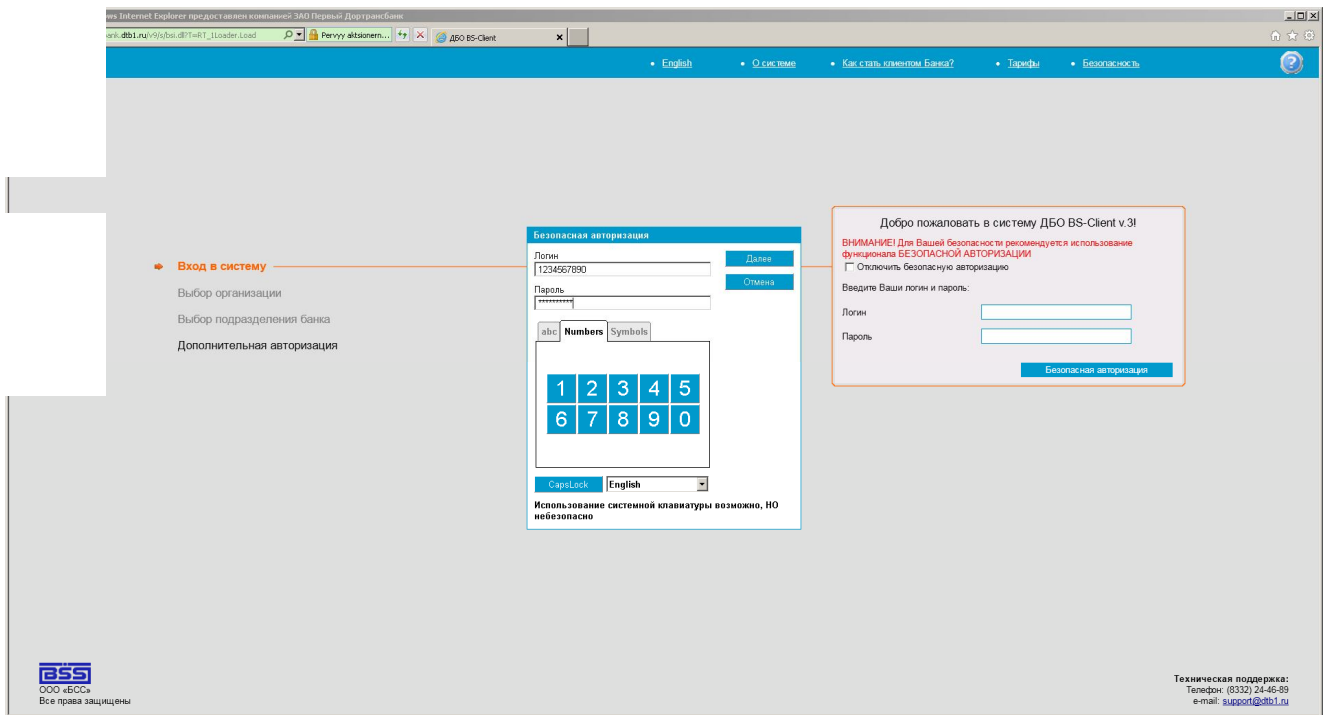 ws Internet Explorer предоставлен компанией ЗАО Первый Дортрансбанк
ank.dtb1.ru/v9/s/bsi.dll?T=RT_1Loader.Load
Pervyy aktsionern...
ДБО BS-Client
English
О системе
Как стать клиентом Банка?
Тарифы
Безопасность
Вход в систему
Выбор организации
Выбор подразделения банка
Дополнительная авторизация
Безопасная авторизация
Логин
Далее
1234567890
Отмена
Пароль
**********
abc Numbers Symbols
1 2 3 4 5
6 7 8 9 0
CapsLock English
Использование системной клавиатуры возможно, НО
небезопасно
Добро пожаловать в систему ДБО BS-Client v.3!
ВНИМАНИЕ! Для Вашей безопасности рекомендуется использование
функционала БЕЗОПАСНОЙ АВТОРИЗАЦИИ
Отключить безопасную авторизацию
Введите Ваши логин и пароль:
Логин
Пароль
Безопасная авторизация
BSS
ООО «БСС»
Все права защищены
Техническая поддержка:
Телефон: (8332) 24-46-89
e-mail: support@dtb1.ru